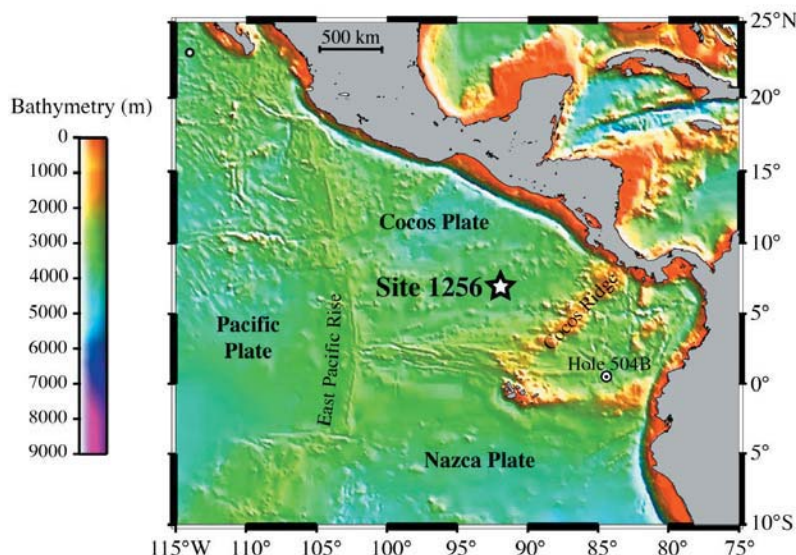 25°N
500 km
Bathymetry (m)
0
1000
2000
3000
4000
5000
6000
7000
8000
9000
20°
15°
10°
5°
0°
5°
10°S
Cocos Plate
Site 1256
Cocos Ridge
Pacific
Plate
East Pacific Rise
Hole 504B
Nazca Plate
115°W
110°
105°
100°
95°
90°
85°
80°
75°